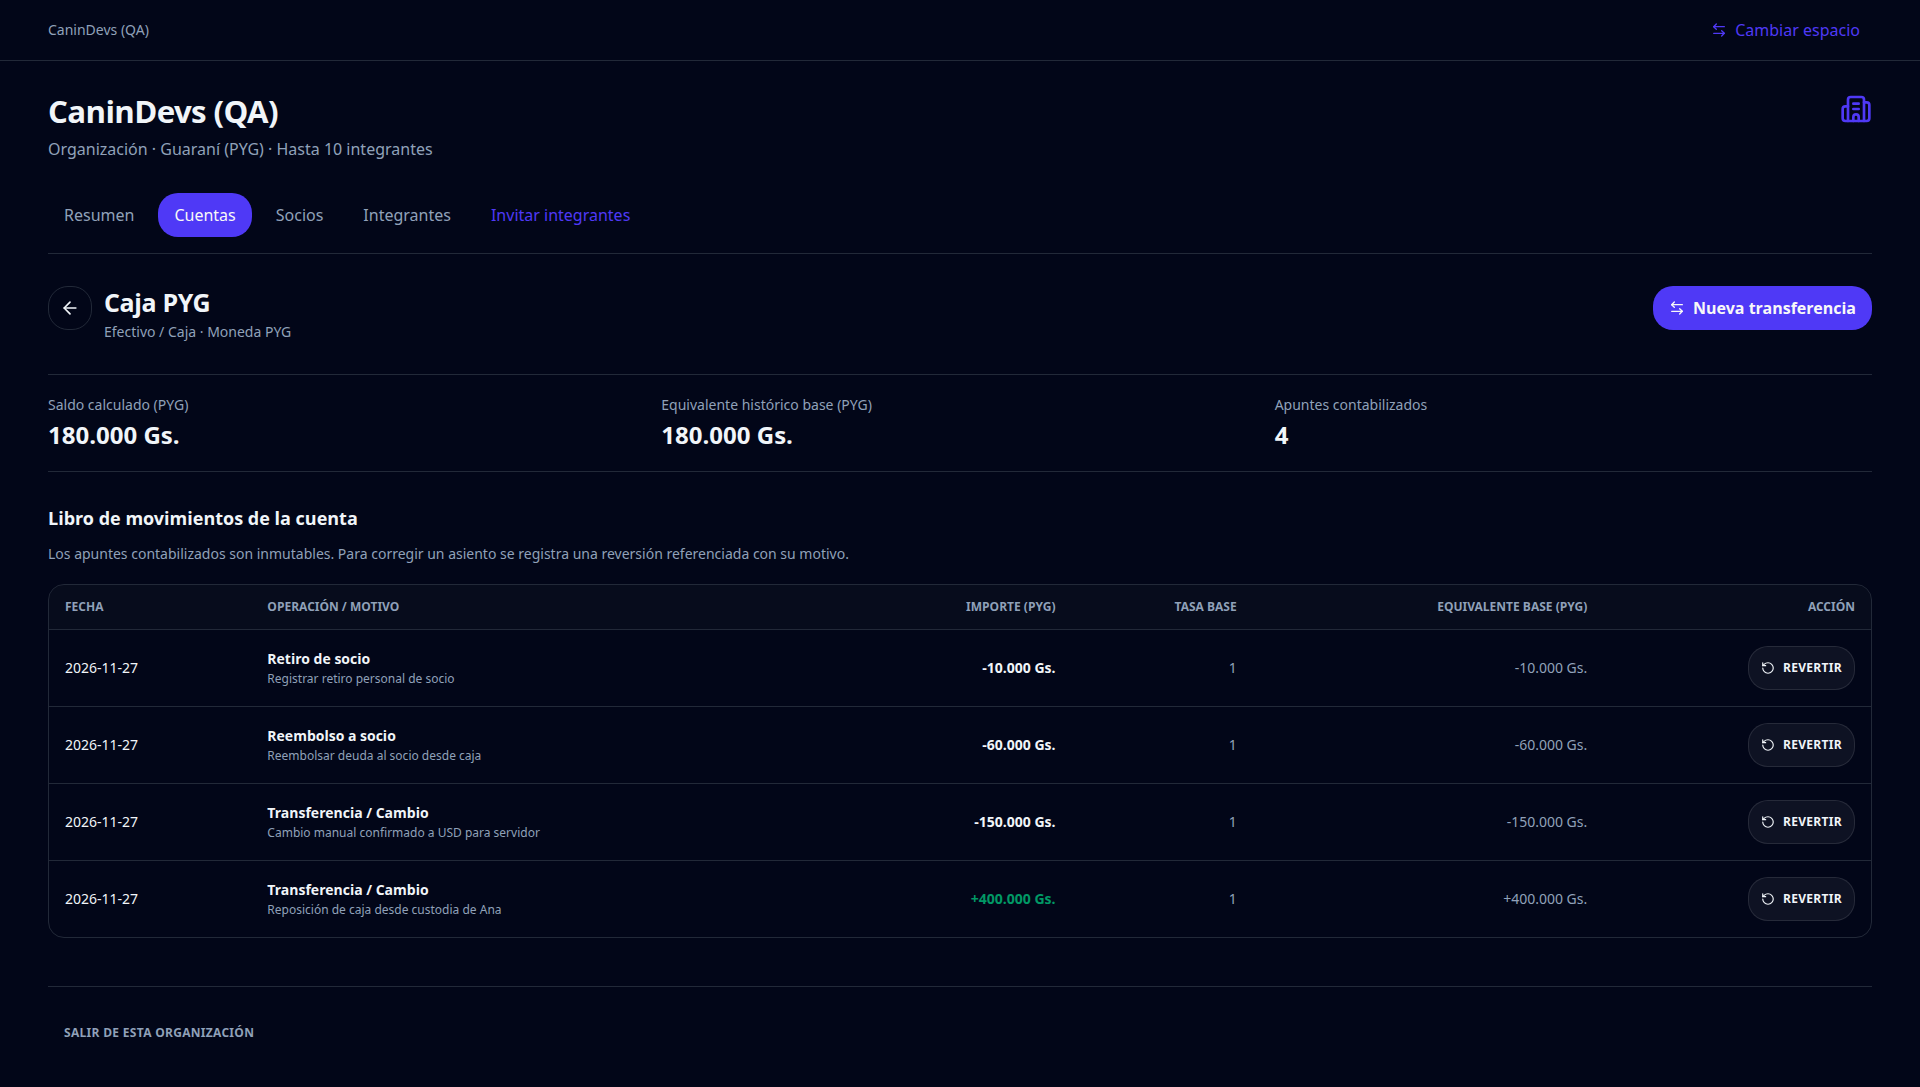 CaninDevs (QA)
Cambiar espacio
CaninDevs (QA)
Organización · Guaraní (PYG) · Hasta 10 integrantes
Resumen
Cuentas
Socios
Integrantes
Invitar integrantes
Caja PYG
Efectivo / Caja · Moneda PYG
Nueva transferencia
Saldo calculado (PYG)
180.000 Gs.
Equivalente histórico base (PYG)
180.000 Gs.
Apuntes contabilizados
4
Libro de movimientos de la cuenta
Los apuntes contabilizados son inmutables. Para corregir un asiento se registra una reversión referenciada con su motivo.
FECHA OPERACIÓN / MOTIVO IMPORTE (PYG) TASA BASE EQUIVALENTE BASE (PYG) ACCIÓN
2026-11-27 Retiro de socio -10.000 Gs. 1 -10.000 Gs. REVERTIR
Registrar retiro personal de socio
2026-11-27 Reembolso a socio -60.000 Gs. 1 -60.000 Gs. REVERTIR
Reembolsar deuda al socio desde caja
2026-11-27 Transferencia / Cambio -150.000 Gs. 1 -150.000 Gs. REVERTIR
Cambio manual confirmado a USD para servidor
2026-11-27 Transferencia / Cambio +400.000 Gs. 1 +400.000 Gs. REVERTIR
Reposición de caja desde custodia de Ana
SALIR DE ESTA ORGANIZACIÓN